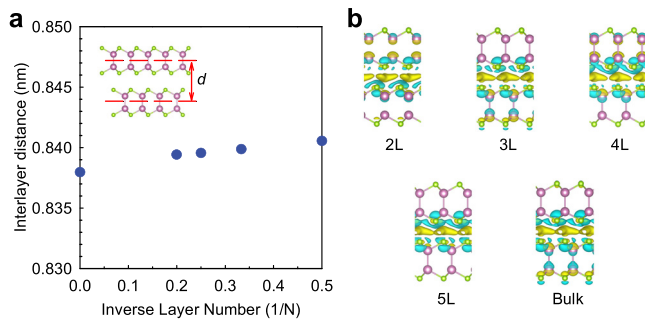 a
0.850
0.845
0.840
0.835
0.830
Interlayer distance (nm)
d
0.0 0.1 0.2 0.3 0.4 0.5
Inverse Layer Number (1/N)
b
2L 3L 4L
5L Bulk